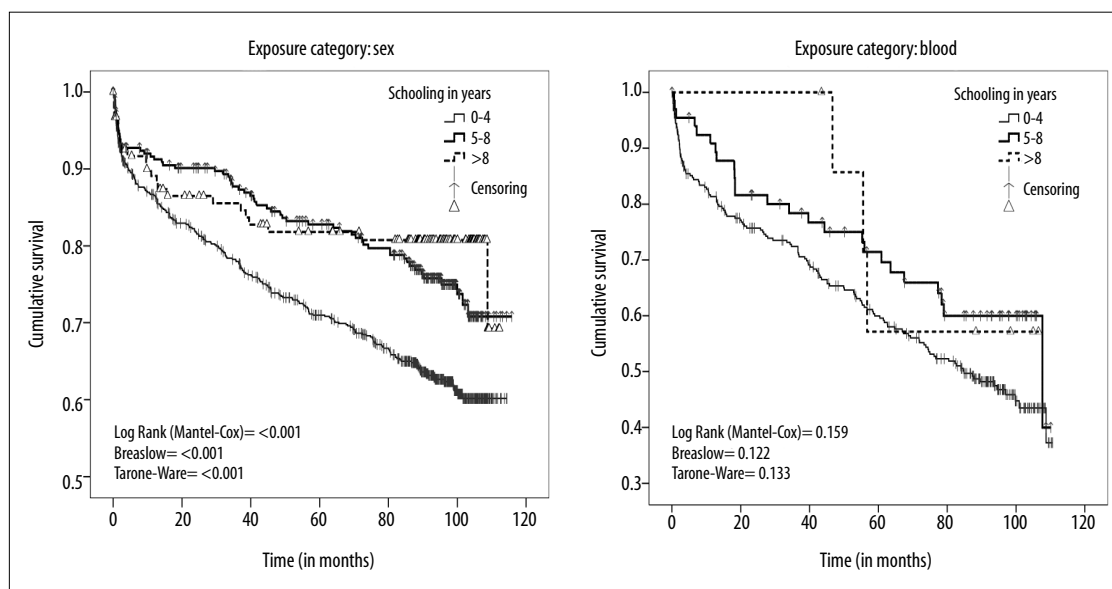 Exposure category: sex
Cumulative survival
1.0
0.9
0.8
0.7
0.6
0.5
Schooling in years
0-4
5-8
>8
Censoring
Log Rank (Mantel-Cox)= <0.001
Breaslow= <0.001
Tarone-Ware= <0.001
0 20 40 60 80 100 120
Time (in months)
Exposure category: blood
Cumulative survival
1.0
0.9
0.8
0.7
0.6
0.5
0.4
0.3
Schooling in years
0-4
5-8
>8
Censoring
Log Rank (Mantel-Cox)= 0.159
Breaslow= 0.122
Tarone-Ware= 0.133
0 20 40 60 80 100 120
Time (in months)